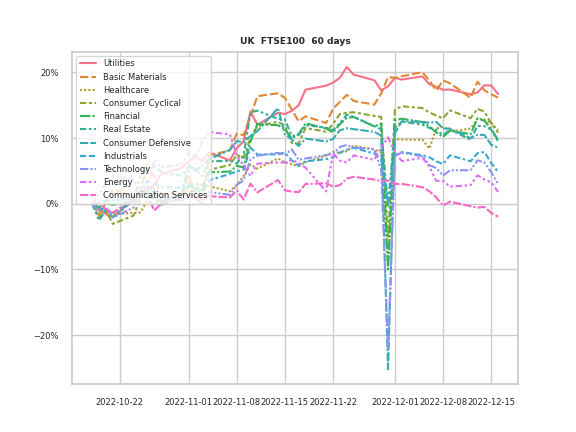 UK  FTSE100  60 days
Utilities
Basic Materials
Healthcare
Consumer Cyclical
Financial
Real Estate
Consumer Defensive
Industrials
Technology
Energy
Communication Services
20%
10%
0%
−10%
−20%
2022-10-22
2022-11-01
2022-11-08
2022-11-15
2022-11-22
2022-12-01
2022-12-08
2022-12-15